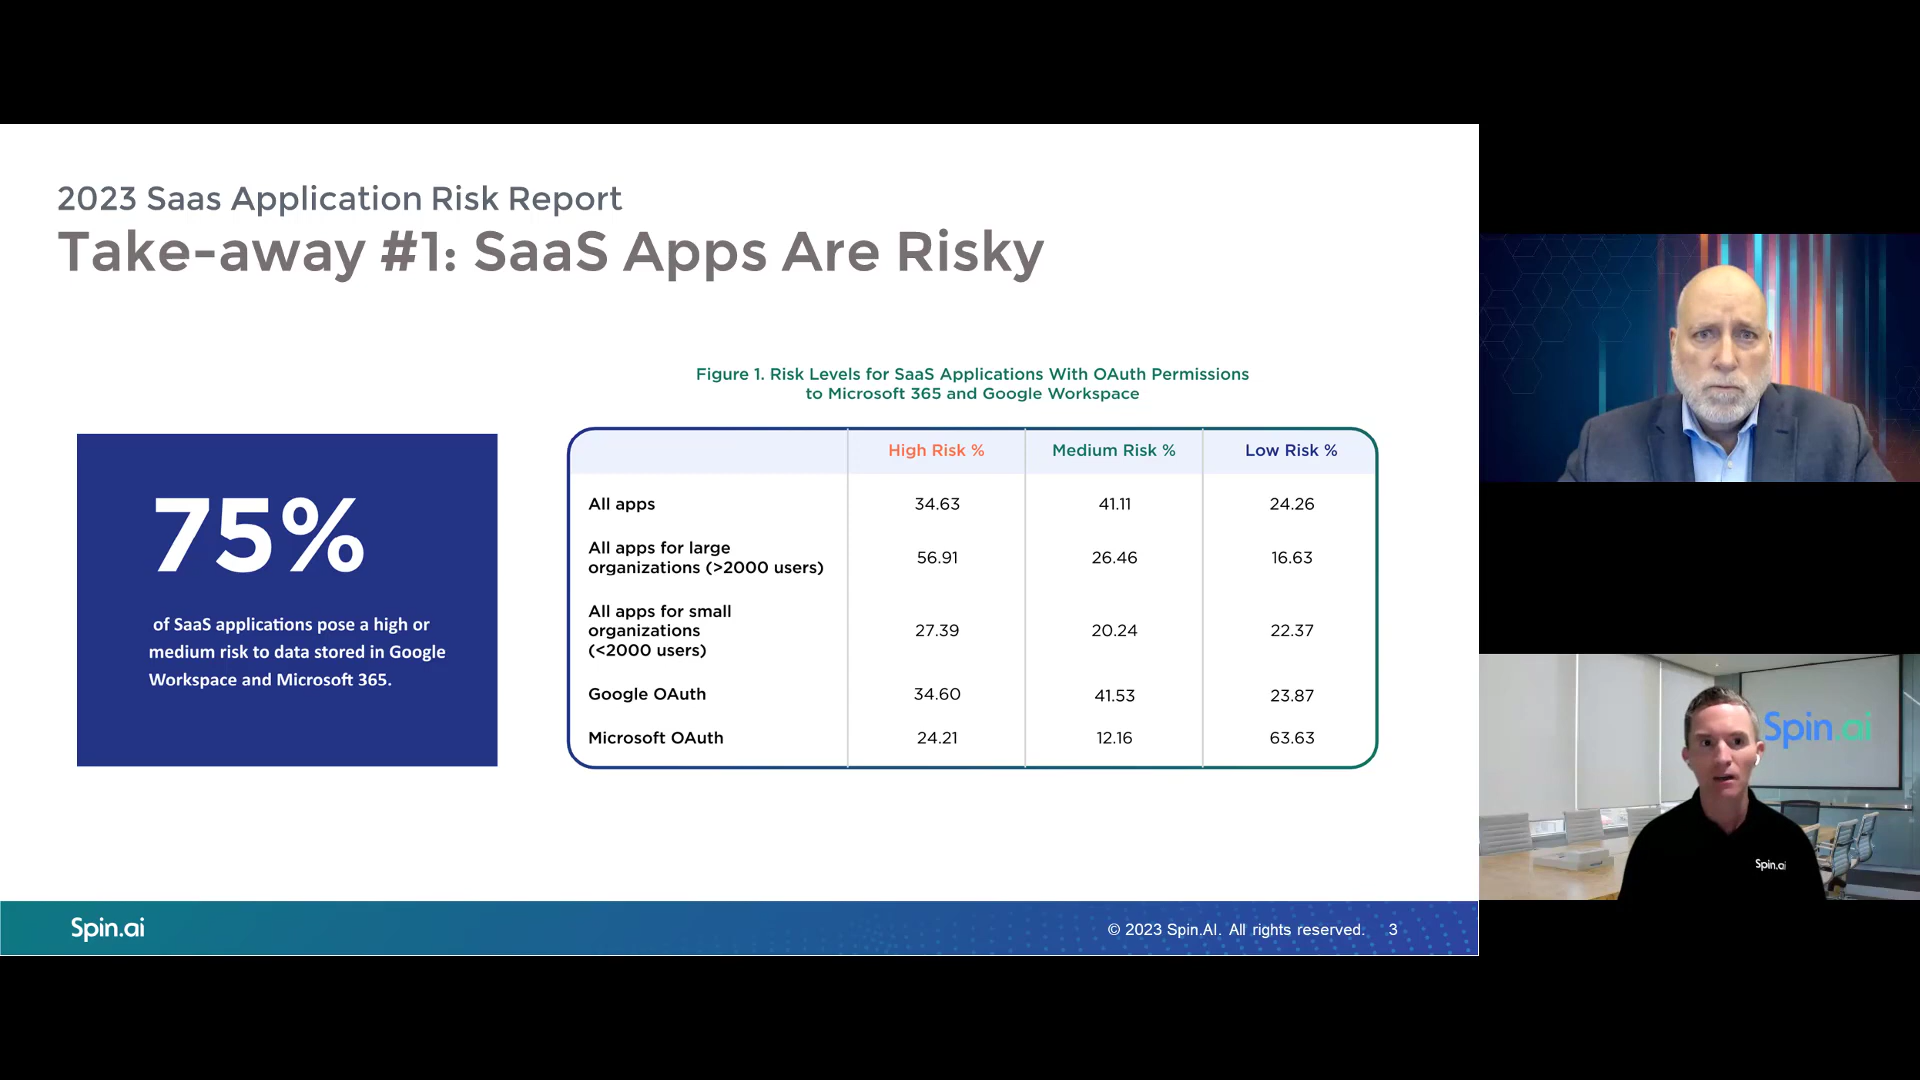 2023 Saas Application Risk Report
Take-away #1: SaaS Apps Are Risky
75%
of SaaS applications pose a high or
medium risk to data stored in Google
Workspace and Microsoft 365.
Figure 1. Risk Levels for SaaS Applications With OAuth Permissions
to Microsoft 365 and Google Workspace
High Risk % Medium Risk % Low Risk %
All apps 34.63 41.11 24.26
All apps for large
organizations (>2000 users) 56.91 26.46 16.63
All apps for small
organizations 27.39 20.24 22.37
(<2000 users)
Google OAuth 34.60 41.53 23.87
Microsoft OAuth 24.21 12.16 63.63
Spin.ai
© 2023 Spin.AI. All rights reserved. 3
Spin.ai
Spin.ai